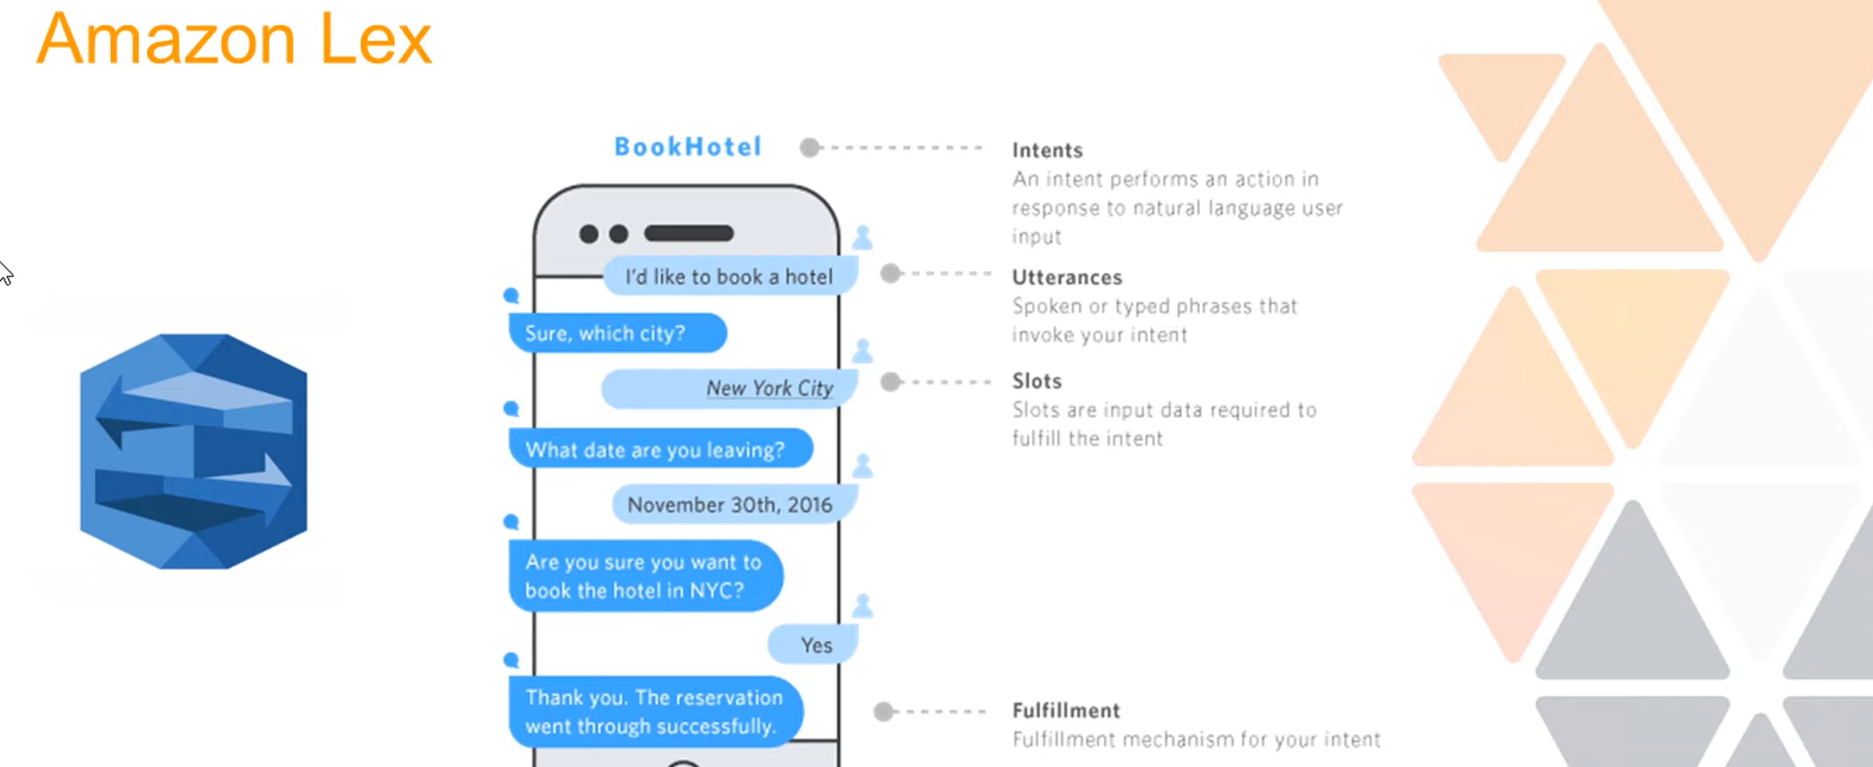 Amazon Lex
BookHotel
Intents
An intent performs an action in
response to natural language user
input
I'd like to book a hotel
Utterances
Spoken or typed phrases that
invoke your intent
Sure, which city?
New York City
Slots
Slots are input data required to
fulfill the intent
What date are you leaving?
November 30th, 2016
Are you sure you want to
book the hotel in NYC?
Yes
Thank you. The reservation
went through successfully.
Fulfillment
Fulfillment mechanism for your intent